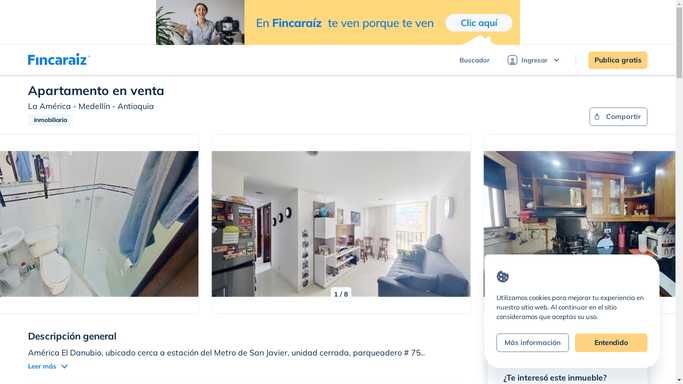 En Fincaraíz te ven porque te ven
Clic aquí
Fincaraíz
Buscador
Ingresar
Publica gratis
Apartamento en venta
La América - Medellín - Antioquia
Inmobiliaria
Compartir
1 / 8
Utilizamos cookies para mejorar tu experiencia en
nuestro sitio web. Al continuar en el sitio
consideramos que aceptas su uso.
Más información
Entendido
Descripción general
América El Danubio, ubicado cerca a estación del Metro de San Javier, unidad cerrada, parqueadero # 75..
Leer más
¿Te interesó este inmueble?